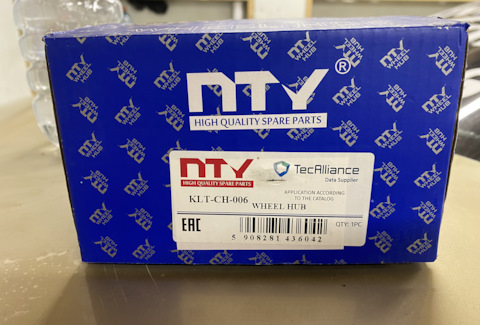 NTY®
HIGH QUALITY SPARE PARTS
NTY
HIGH QUALITY SPARE PARTS
TecAlliance
Data Supplier
KLT-CH-006
APPLICATION ACCORDING
TO THE CATALOG
WHEEL HUB
EAC
QTY: 1PC
5 908281 436042